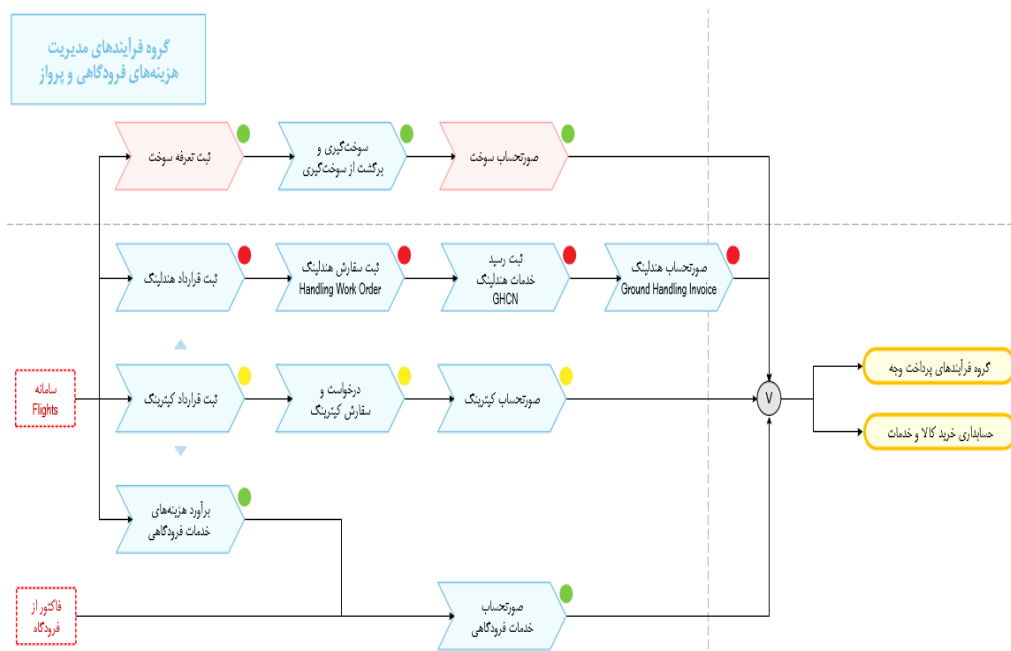 گروه فرآیندهای مدیریت
هزینه‌های فرودگاهی و پرواز
ثبت تعرفه سوخت
سوخت‌گیری و
برگشت از سوخت‌گیری
صورتحساب سوخت
ثبت قرارداد هندلینگ
ثبت سفارش هندلینگ
Handling Work Order
ثبت رسید
خدمات هندلینگ
GHCN
صورتحساب هندلینگ
Ground Handling Invoice
سامانه
Flights
ثبت قرارداد کیترینگ
درخواست و
سفارش کیترینگ
صورتحساب کیترینگ
V
گروه فرآیندهای پرداخت وجه
حسابداری خرید کالا و خدمات
برآورد هزینه‌های
خدمات فرودگاهی
فاکتور از
فرودگاه
صورتحساب
خدمات فرودگاهی